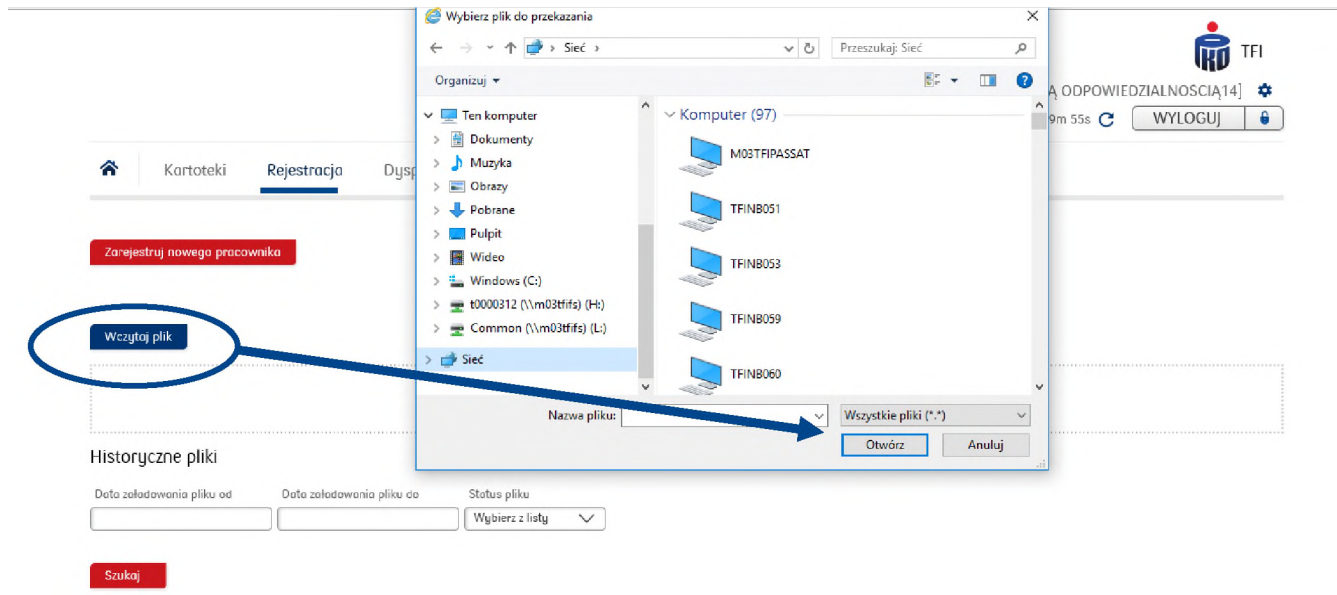 Wybierz plik do przekazania
Sieć
Przeszukaj: Sieć
Organizuj
Ten komputer
Dokumenty
Muzyka
Obrazy
Pobrane
Pulpit
Wideo
Windows (C:)
t0000312 (\\m03tfifs) (H:)
Common (\\m03tfifs) (L:)
Sieć
Komputer (97)
M03TFIPASSAT
TFINB051
TFINB053
TFINB059
TFINB060
Nazwa pliku:
Wszystkie pliki (*.*)
Otwórz
Anuluj
TFI
Ą ODPOWIEDZIALNOSCIĄ14]
9m 55s
WYLOGUJ
Kartoteki
Rejestracja
Dysp
Zarejestruj nowego pracownika
Wczytaj plik
Historyczne pliki
Data załadowania pliku od
Data załadowania pliku do
Status pliku
Wybierz z listy
Szukaj